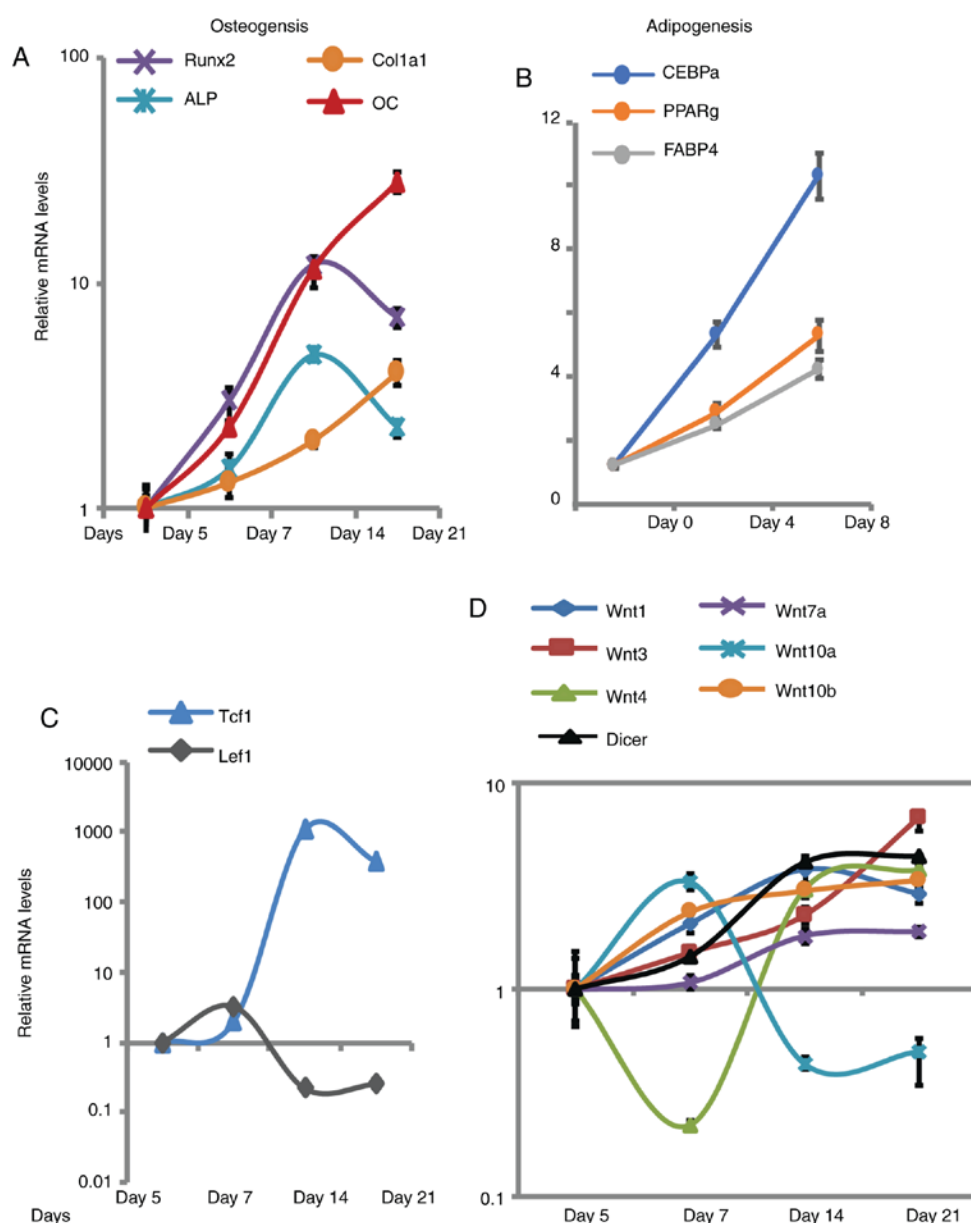 Osteogensis
A
Runx2
Col1a1
ALP
OC
100
10
1
Relative mRNA levels
Days
Day 5
Day 7
Day 14
Day 21
Adipogenesis
B
CEBPa
PPARg
FABP4
12
8
4
0
Day 0
Day 4
Day 8
C
Tcf1
Lef1
10000
1000
100
10
1
0.1
0.01
Relative mRNA levels
Day 5
Day 7
Day 14
Day 21
Days
D
Wnt1
Wnt7a
Wnt3
Wnt10a
Wnt4
Wnt10b
Dicer
10
1
0.1
Day 5
Day 7
Day 14
Day 21